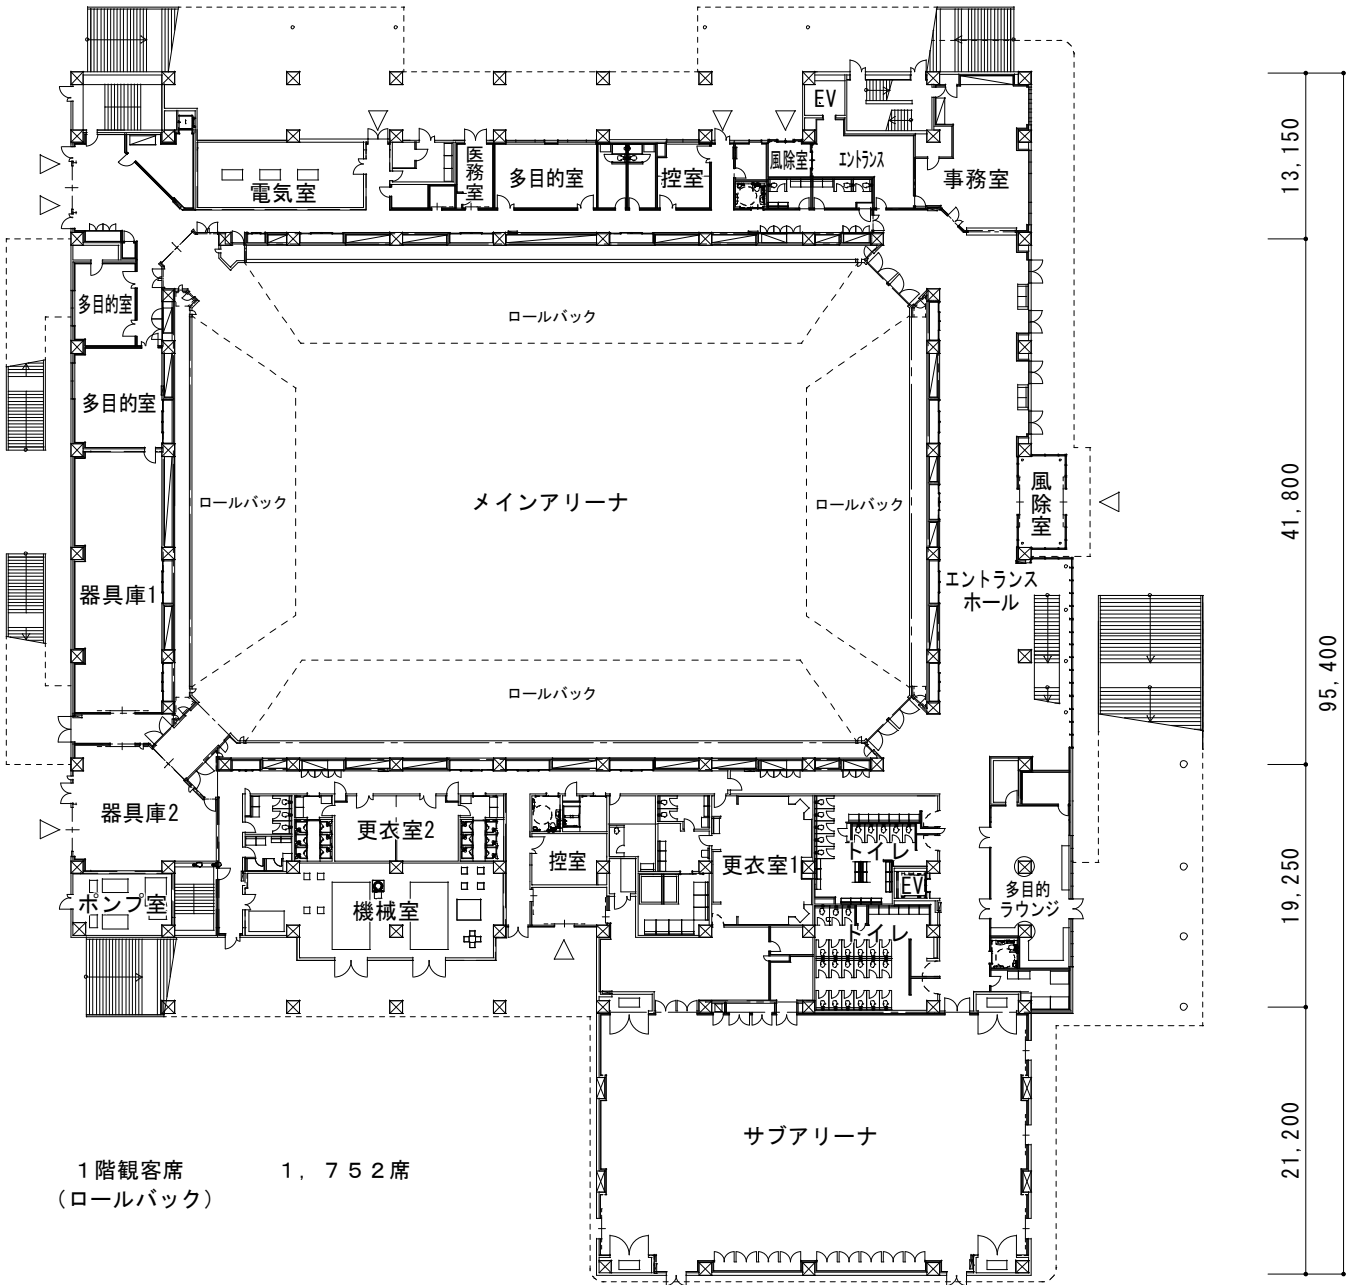 EV
風除室
エントランス
事務室
電気室
医務室
多目的室
控室
多目的室
ロールバック
多目的室
ロールバック
メインアリーナ
ロールバック
風除室
器具庫1
エントランス
ホール
ロールバック
器具庫2
更衣室2
控室
更衣室1
トイレ
EV
多目的
ラウンジ
ポンプ室
機械室
トイレ
サブアリーナ
1階観客席 1,752席
(ロールバック)
13,150
41,800
95,400
19,250
21,200